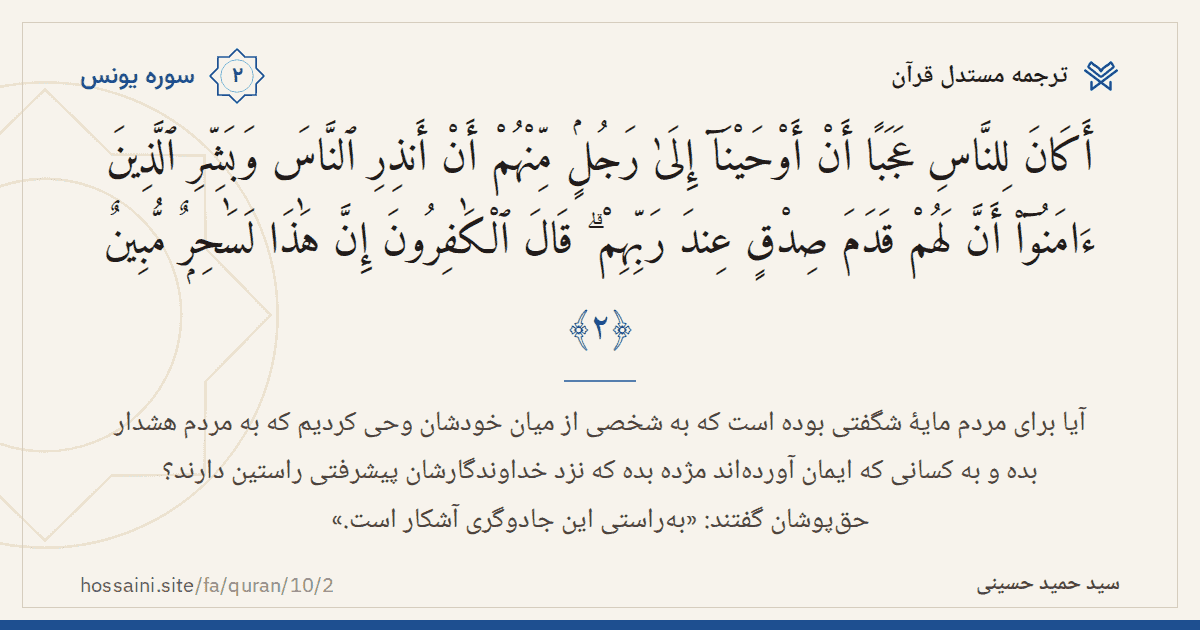 ترجمه مستدل قرآن
سوره یونس ۲
أَكَانَ لِلنَّاسِ عَجَبًا أَنْ أَوْحَيْنَآ إِلَىٰ رَجُلٍۢ مِّنْهُمْ أَنْ أَنذِرِ ٱلنَّاسَ وَبَشِّرِ ٱلَّذِينَ
ءَامَنُوٓا۟ أَنَّ لَهُمْ قَدَمَ صِدْقٍ عِندَ رَبِّهِمْ ۗ قَالَ ٱلْكَـٰفِرُونَ إِنَّ هَـٰذَا لَسَـٰحِرٌۭ مُّبِينٌ
﴿٢﴾
آیا برای مردم مایهٔ شگفتی بوده است که به شخصی از میان خودشان وحی کردیم که به مردم هشدار
بده و به کسانی که ایمان آورده‌اند مژده بده که نزد خداوندگارشان پیشرفتی راستین دارند؟
حق‌پوشان گفتند: «به‌راستی این جادوگری آشکار است.»
سید حمید حسینی
hossaini.site/fa/quran/10/2